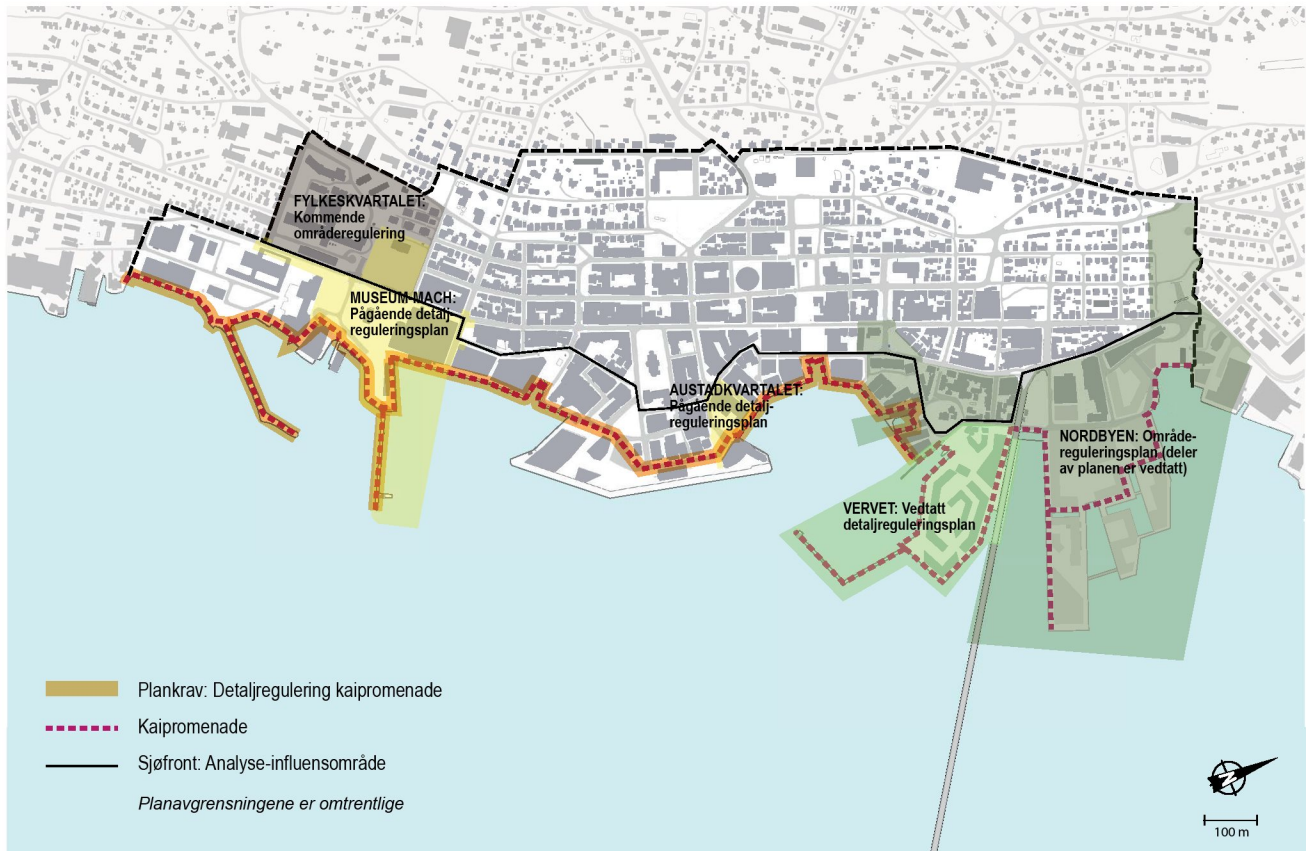 FYLKESKVARTALET:
Kommende
områderegulering
MUSEUM-MACH:
Pågående detalj-
reguleringsplan
AUSTADKVARTALET:
Pågående detalj-
reguleringsplan
NORDBYEN: Område-
reguleringsplan (deler
av planen er vedtatt)
VERVET: Vedtatt
detaljreguleringsplan
Plankrav: Detaljregulering kaipromenade
Kaipromenade
Sjøfront: Analyse-influensområde
Planavgrensningene er omtrentlige
N
100 m